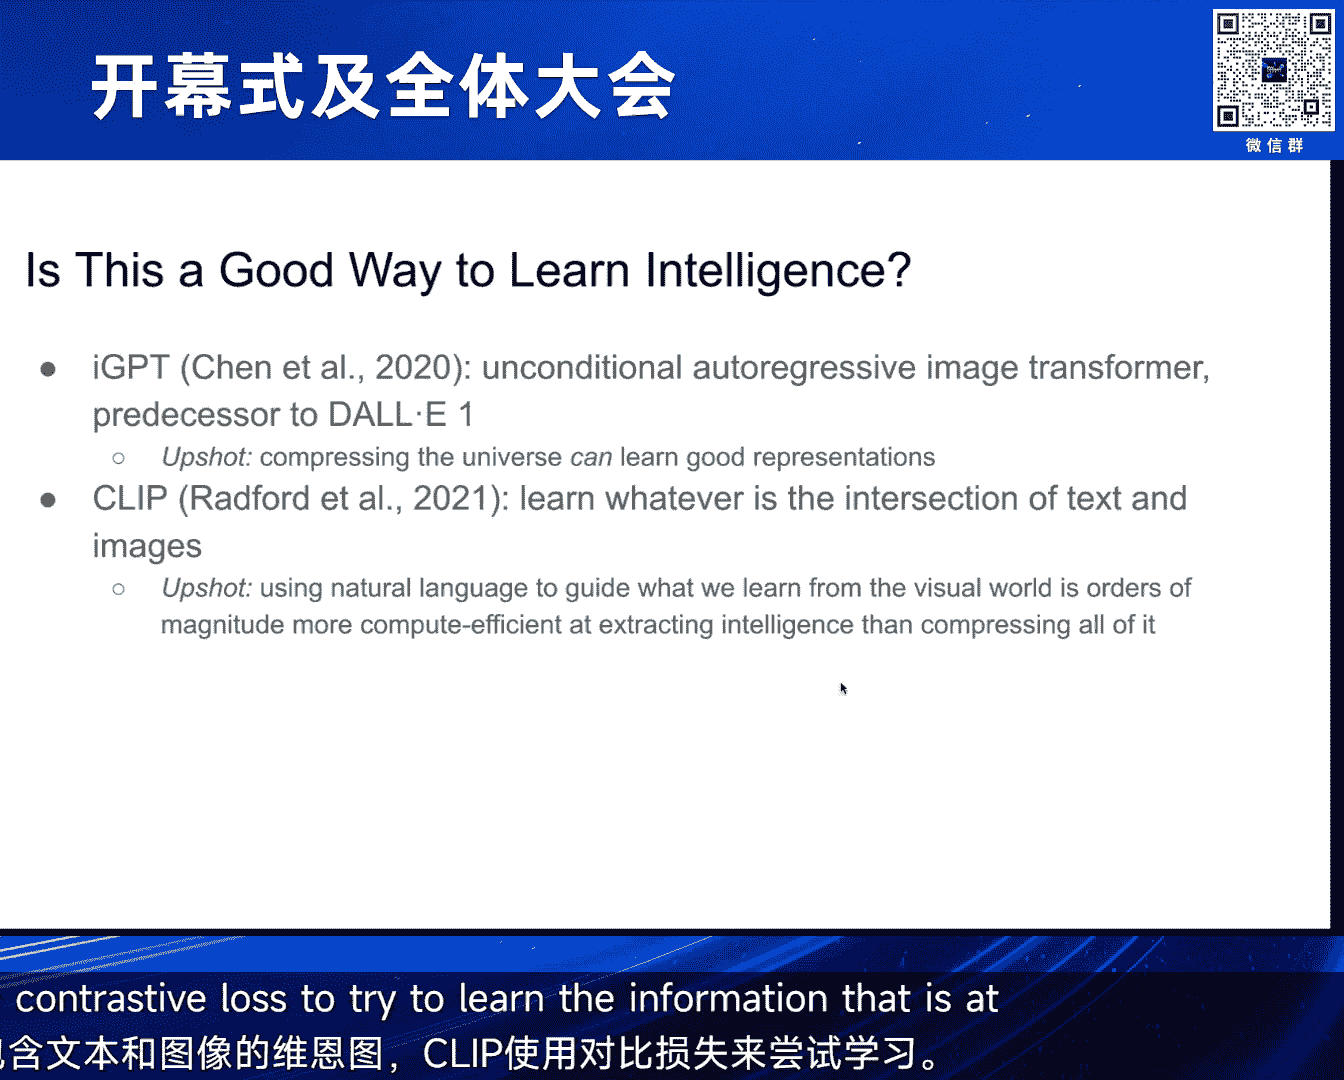 开幕式及全体大会
微信群
Is This a Good Way to Learn Intelligence?
● iGPT (Chen et al., 2020): unconditional autoregressive image transformer,
predecessor to DALL·E 1
○ Upshot: compressing the universe can learn good representations
● CLIP (Radford et al., 2021): learn whatever is the intersection of text and
images
○ Upshot: using natural language to guide what we learn from the visual world is orders of
magnitude more compute-efficient at extracting intelligence than compressing all of it
contrastive loss to try to learn the information that is at
含文本和图像的维恩图，CLIP使用对比损失来尝试学习。